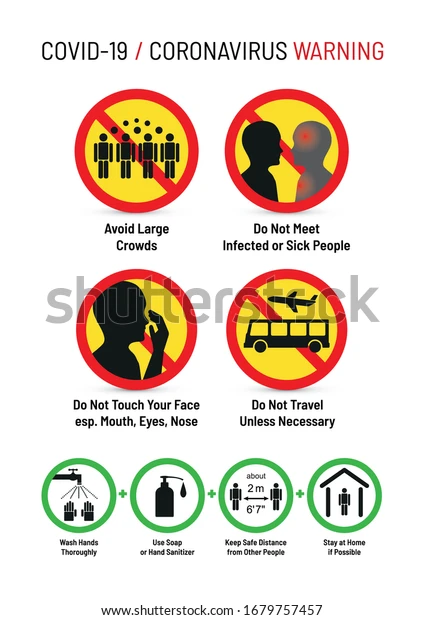 COVID-19 / CORONAVIRUS WARNING
Avoid Large
Crowds
Do Not Meet
Infected or Sick People
shutterstock
Do Not Touch Your Face
esp. Mouth, Eyes, Nose
Do Not Travel
Unless Necessary
about
2 m
6'7"
Wash Hands
Thoroughly
Use Soap
or Hand Sanitizer
Keep Safe Distance
from Other People
Stay at Home
if Possible
www.shutterstock.com · 1679757457